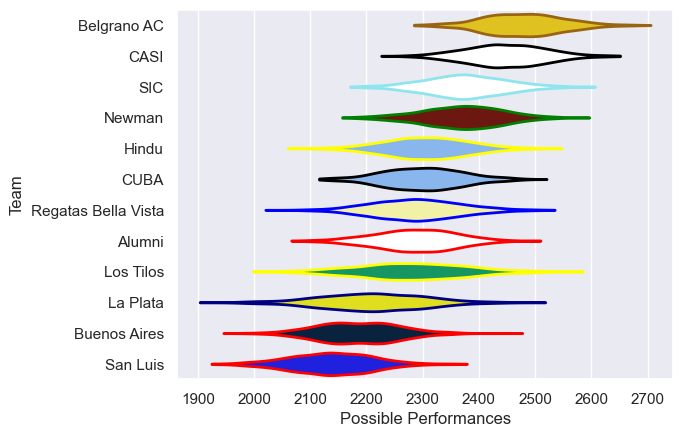 Belgrano AC
CASI
SIC
Newman
Hindu
CUBA
Regatas Bella Vista
Alumni
Los Tilos
La Plata
Buenos Aires
San Luis
Team
1900 2000 2100 2200 2300 2400 2500 2600 2700
Possible Performances